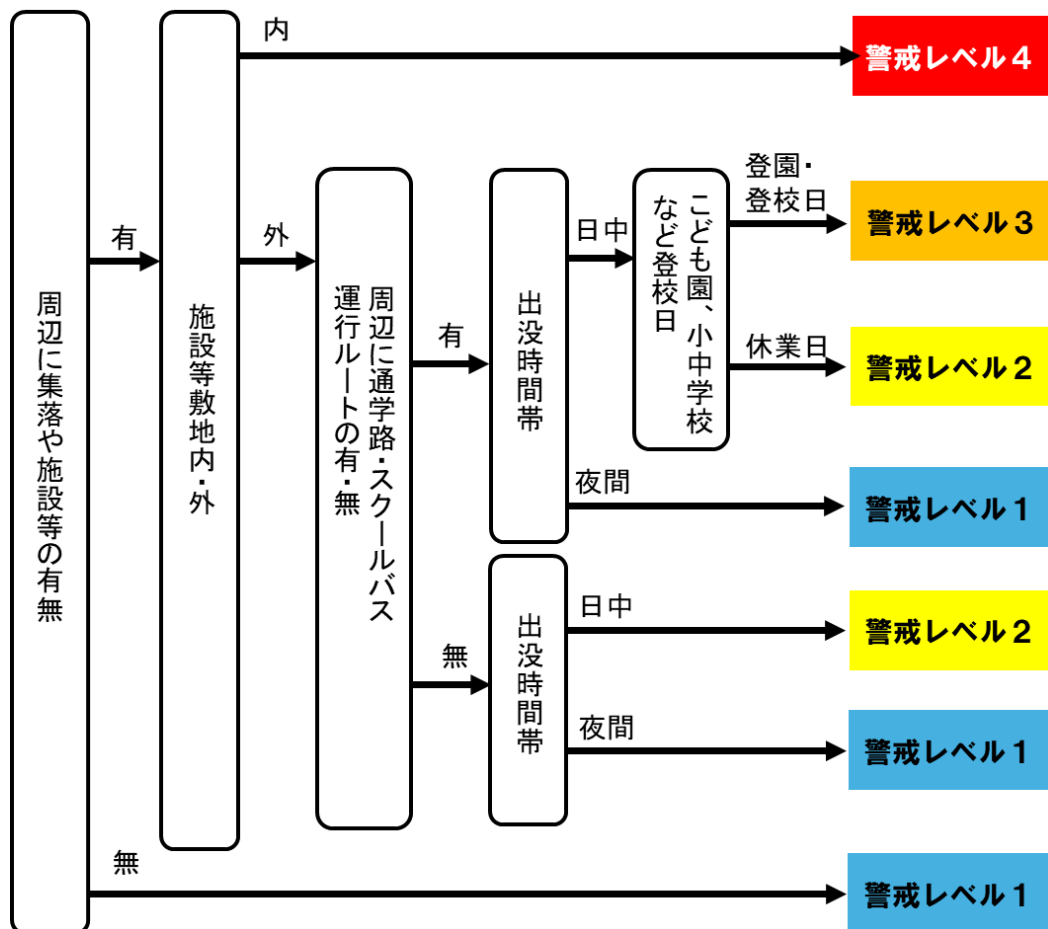 周辺に集落や施設等の有無
有
無
施設等敷地内・外
内
外
周辺に通学路・スクールバス
運行ルートの有・無
有
無
出没時間帯
日中
夜間
こども園、小中学校
など登校日
登園・
登校日
休業日
出没時間帯
日中
夜間
警戒レベル4
警戒レベル3
警戒レベル2
警戒レベル1
警戒レベル2
警戒レベル1
警戒レベル1